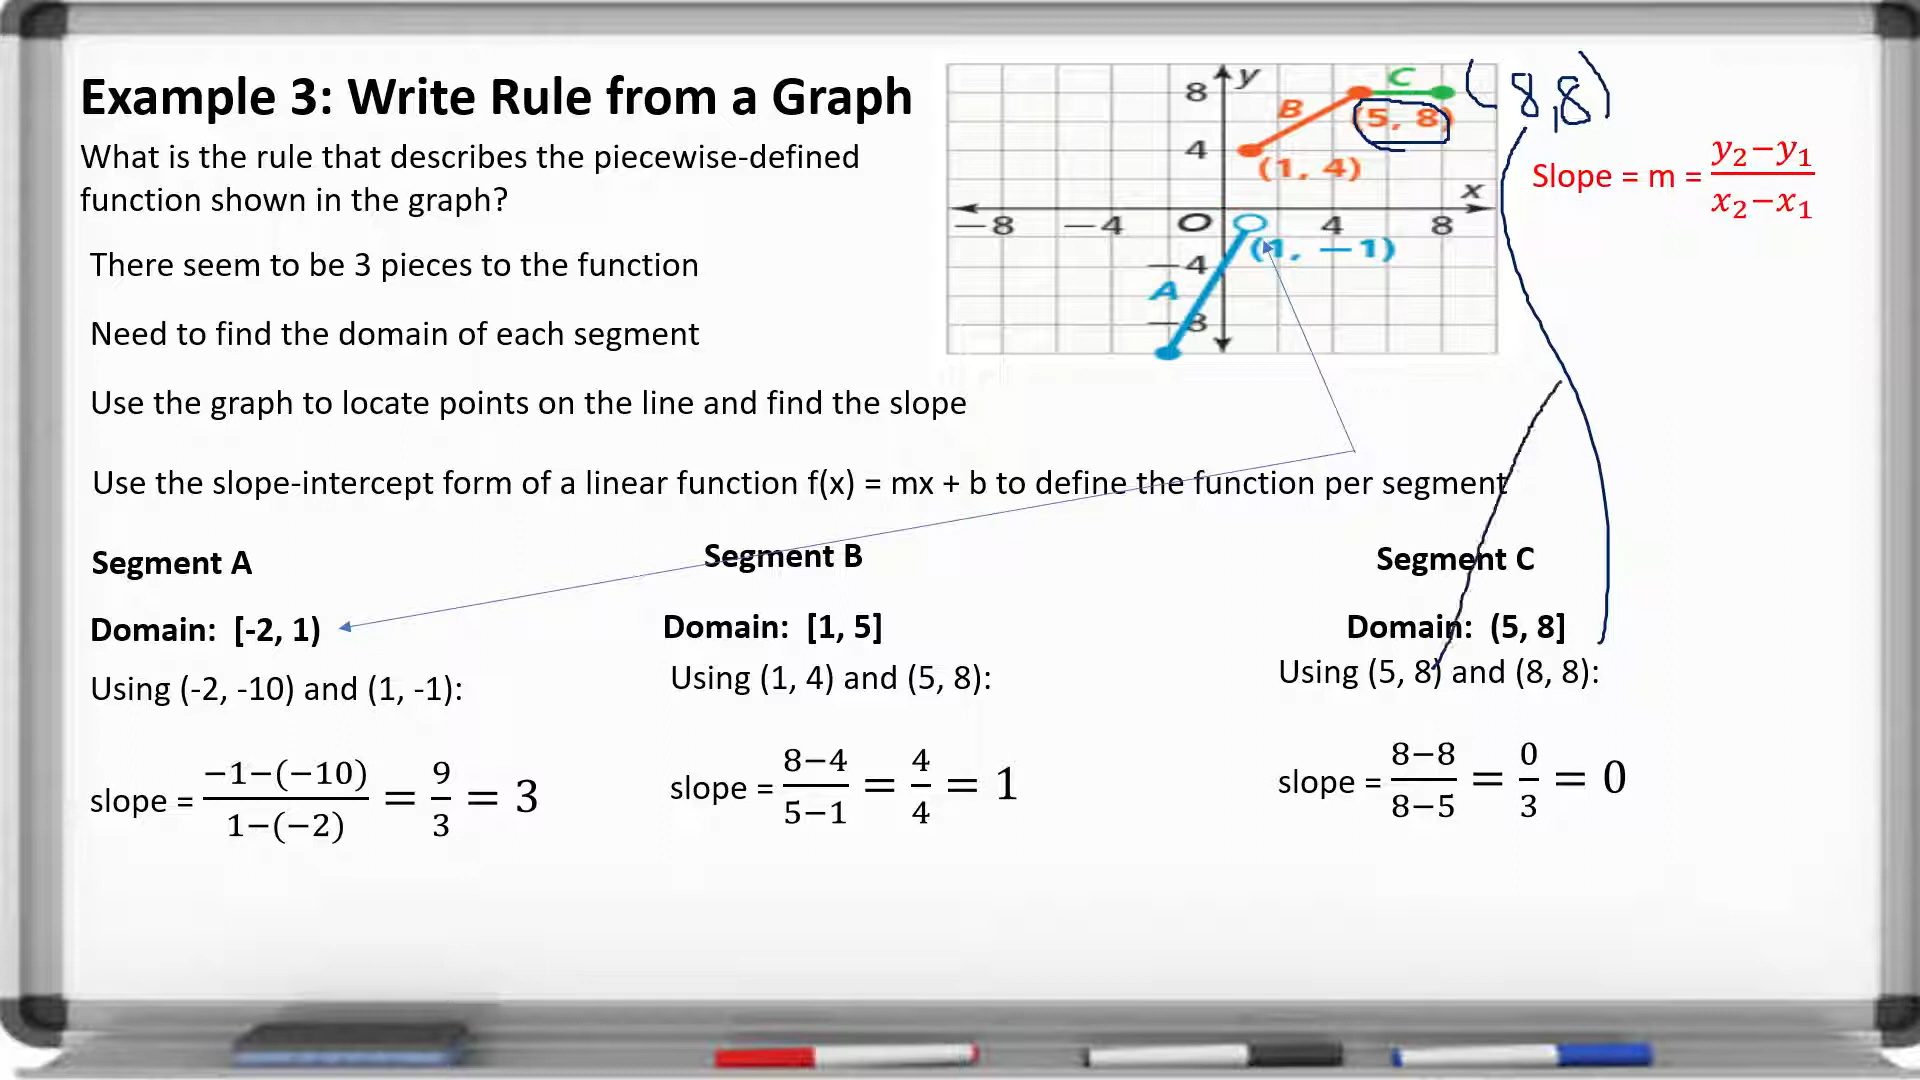 Example 3: Write Rule from a Graph
What is the rule that describes the piecewise-defined
function shown in the graph?
There seem to be 3 pieces to the function
Need to find the domain of each segment
Use the graph to locate points on the line and find the slope
Use the slope-intercept form of a linear function f(x) = mx + b to define the function per segment
y
8
B
C
(5, 8)
(8,8)
4
(1, 4)
x
−8
−4
O
4
8
(1, −1)
−4
A
−8
Slope = m = \frac{y₂−y₁}{x₂−x₁}
Segment A
Domain: [-2, 1)
Using (-2, -10) and (1, -1):
slope = \frac{−1−(−10)}{1−(−2)} = \frac{9}{3} = 3
Segment B
Domain: [1, 5]
Using (1, 4) and (5, 8):
slope = \frac{8−4}{5−1} = \frac{4}{4} = 1
Segment C
Domain: (5, 8]
Using (5, 8) and (8, 8):
slope = \frac{8−8}{8−5} = \frac{0}{3} = 0